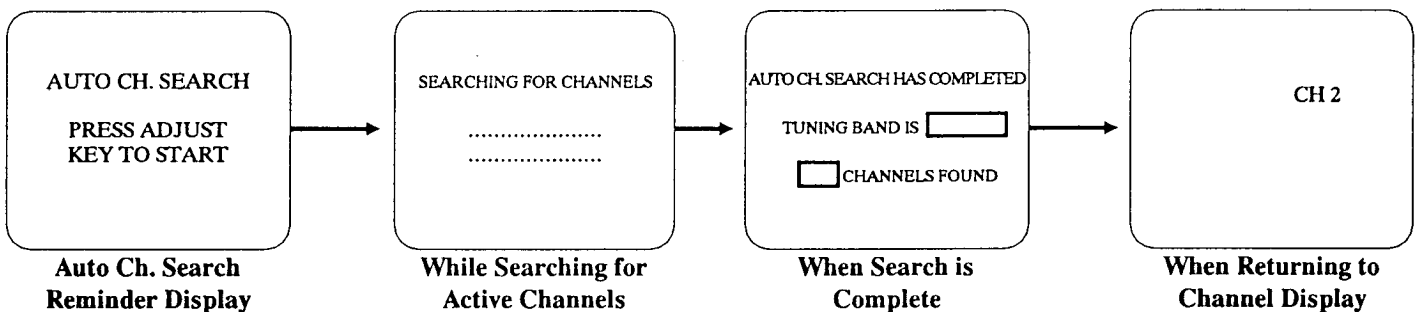 AUTO CH. SEARCH
PRESS ADJUST
KEY TO START
Auto Ch. Search
Reminder Display
SEARCHING FOR CHANNELS
........................
........................
While Searching for
Active Channels
AUTO CH. SEARCH HAS COMPLETED
TUNING BAND IS
CHANNELS FOUND
When Search is
Complete
CH 2
When Returning to
Channel Display